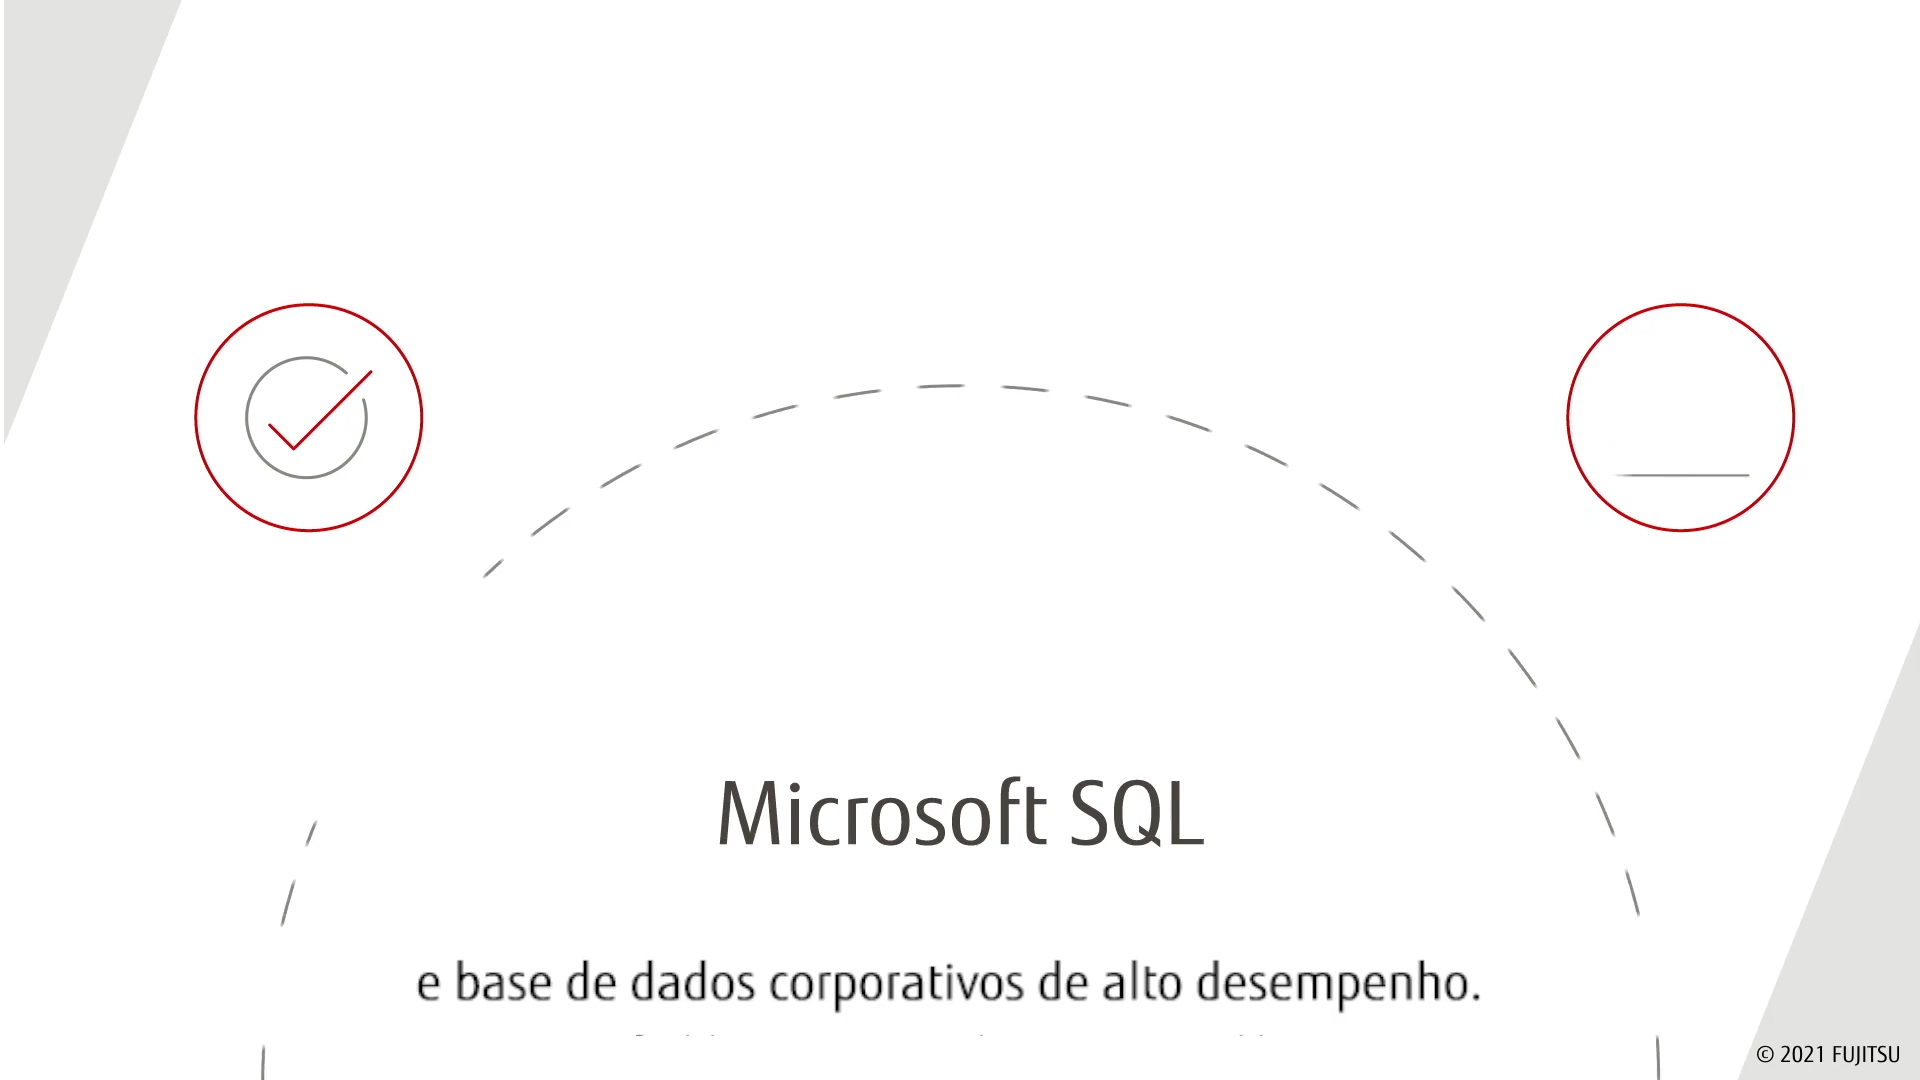 Microsoft SQL
e base de dados corporativos de alto desempenho.
© 2021 FUJITSU